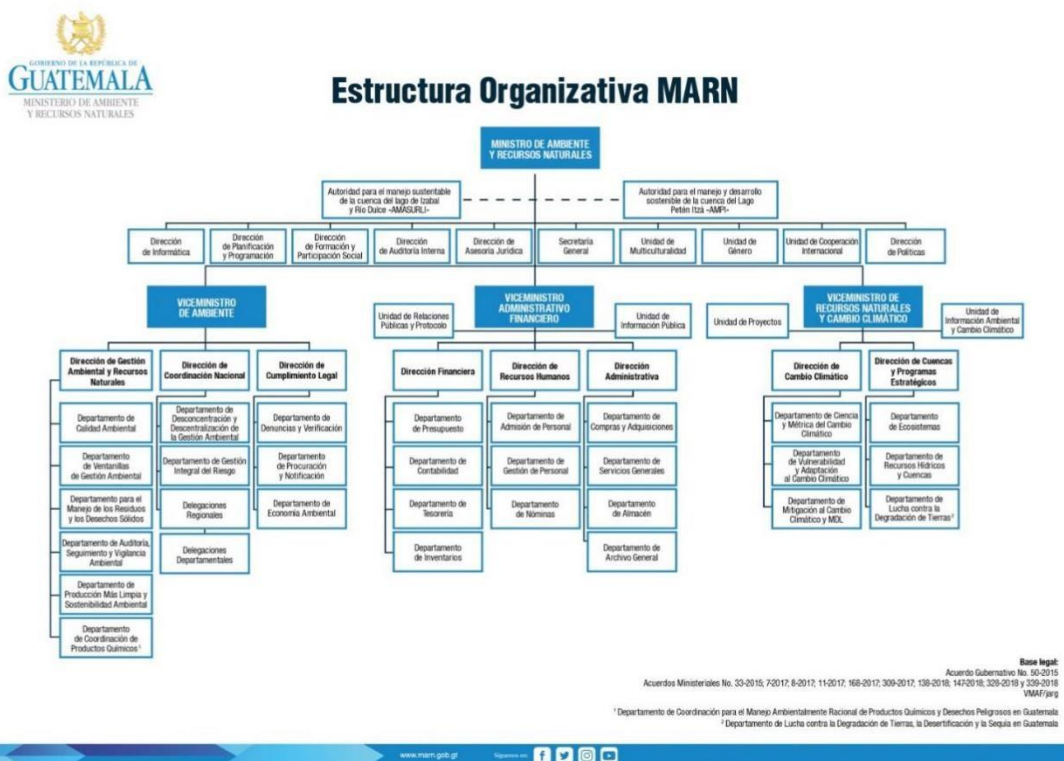 GOBIERNO DE LA REPÚBLICA DE
GUATEMALA
MINISTERIO DE AMBIENTE
Y RECURSOS NATURALES
Estructura Organizativa MARN
MINISTRO DE AMBIENTE
Y RECURSOS NATURALES
Autoridad para el manejo sustentable
de la cuenca del lago de Izabal
y Río Dulce -AMASURLI-
Autoridad para el manejo y desarrollo
sostenible de la cuenca del Lago
Petén Itzá -AMPI-
Dirección
de Informática
Dirección
de Planificación
y Programación
Dirección
de Formación y
Participación Social
Dirección
de Auditoría Interna
Dirección de
Asesoría Jurídica
Secretaría
General
Unidad de
Multiculturalidad
Unidad de
Género
Unidad de Cooperación
Internacional
Dirección
de Políticas
VICEMINISTRO
DE AMBIENTE
Unidad de Relaciones
Públicas y Protocolo
VICEMINISTRO
ADMINISTRATIVO
FINANCIERO
Unidad de
Información Pública
Unidad de Proyectos
VICEMINISTRO DE
RECURSOS NATURALES
Y CAMBIO CLIMÁTICO
Unidad de
Información Ambiental
y Cambio Climático
Dirección de Gestión
Ambiental y Recursos
Naturales
Departamento de
Calidad Ambiental
Departamento
de Ventanillas
de Gestión Ambiental
Departamento para el
Manejo de los Residuos
y los Desechos Sólidos
Departamento de Auditoría,
Seguimiento y Vigilancia
Ambiental
Departamento de
Producción Más Limpia y
Sostenibilidad Ambiental
Departamento
de Coordinación de
Productos Químicos¹
Dirección de
Coordinación Nacional
Departamento de
Desconcentración y
Descentralización de
la Gestión Ambiental
Departamento de Gestión
Integral del Riesgo
Delegaciones
Regionales
Delegaciones
Departamentales
Dirección de
Cumplimiento Legal
Departamento de
Denuncias y Verificación
Departamento
de Procuración
y Notificación
Departamento de
Economía Ambiental
Dirección Financiera
Departamento
de Presupuesto
Departamento de
Contabilidad
Departamento de
Tesorería
Departamento
de Inventarios
Dirección de
Recursos Humanos
Departamento de
Admisión de Personal
Departamento de
Gestión de Personal
Departamento
de Nóminas
Dirección
Administrativa
Departamento de
Compras y Adquisiciones
Departamento de
Servicios Generales
Departamento de
Almacén
Departamento de
Archivo General
Dirección de
Cambio Climático
Departamento de Ciencia
y Métrica del Cambio
Climático
Departamento
de Vulnerabilidad
y Adaptación
al Cambio Climático
Departamento de
Mitigación al Cambio
Climático y MDL
Dirección de Cuencas
y Programas
Estratégicos
Departamento
de Ecosistemas
Departamento de
Recursos Hídricos
y Cuencas
Departamento de
Lucha contra la
Degradación de Tierras²
Base legal:
Acuerdo Gubernativo No. 50-2015
Acuerdos Ministeriales No. 33-2015; 7-2017; 8-2017; 11-2017; 168-2017; 309-2017; 138-2018; 147-2018; 328-2018 y 339-2018
VMAF/jarg
¹ Departamento de Coordinación para el Manejo Ambientalmente Racional de Productos Químicos y Desechos Peligrosos en Guatemala
² Departamento de Lucha contra la Degradación de Tierras, la Desertificación y la Sequía en Guatemala
www.marn.gob.gt
Síguenos en: